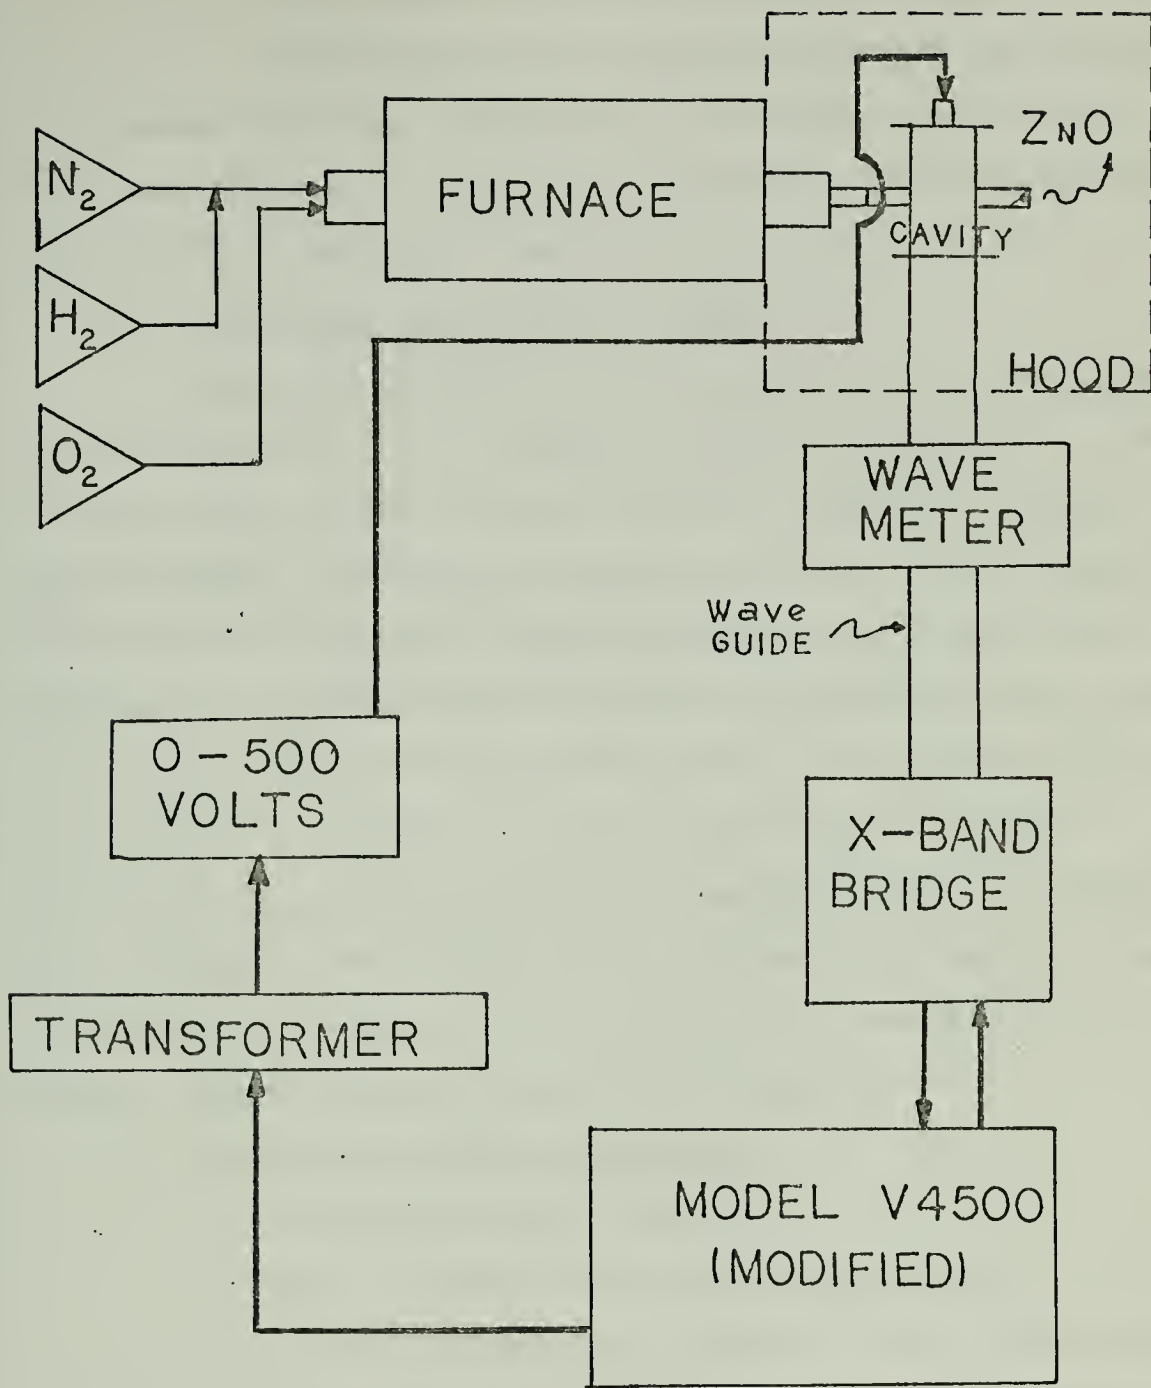 N2
H2
O2
FURNACE
ZNO
CAVITY
HOOD
WAVE
METER
Wave
GUIDE
0-500
VOLTS
X-BAND
BRIDGE
TRANSFORMER
MODEL V4500
(MODIFIED)